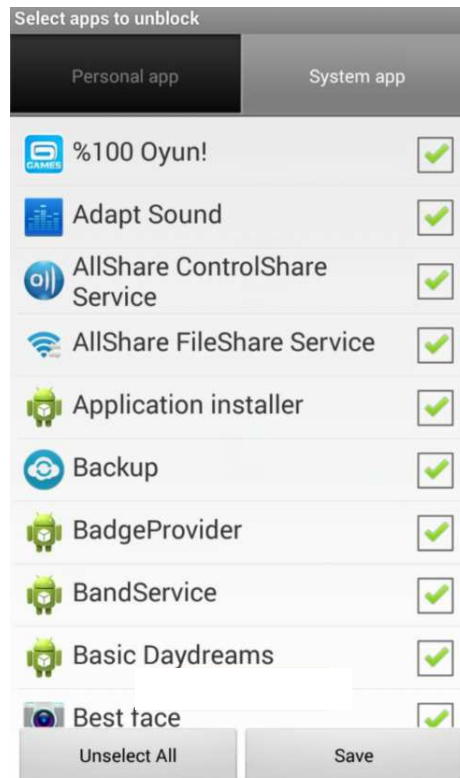 Select apps to unblock
Personal app
System app
%100 Oyun!
GAMES
Adapt Sound
AllShare ControlShare
Service
AllShare FileShare Service
Application installer
Backup
BadgeProvider
BandService
Basic Daydreams
Best face
Unselect All
Save